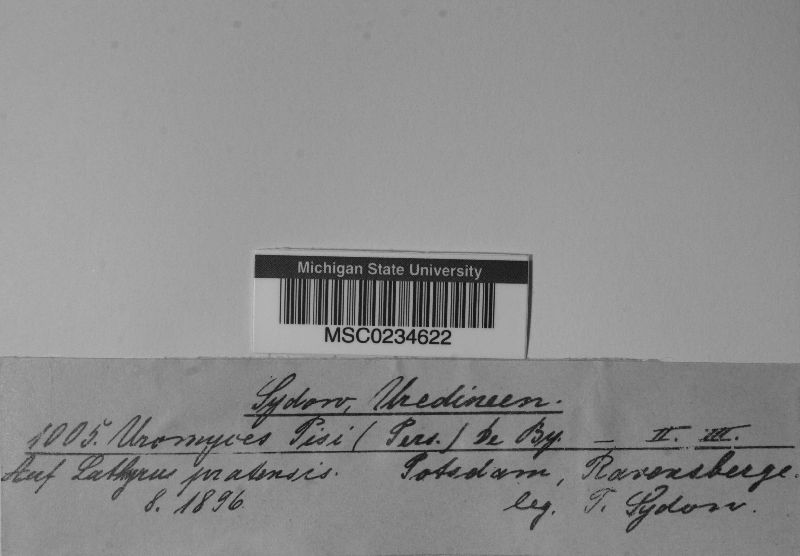 Michigan State University
MSC0234622
Sydow, Uredineen.
1005. Uromyces Pisi (Pers.) de By. — II. III.
Auf Lathyrus pratensis. Potsdam, Ravensberge.
8. 1896 leg. P. Sydow.